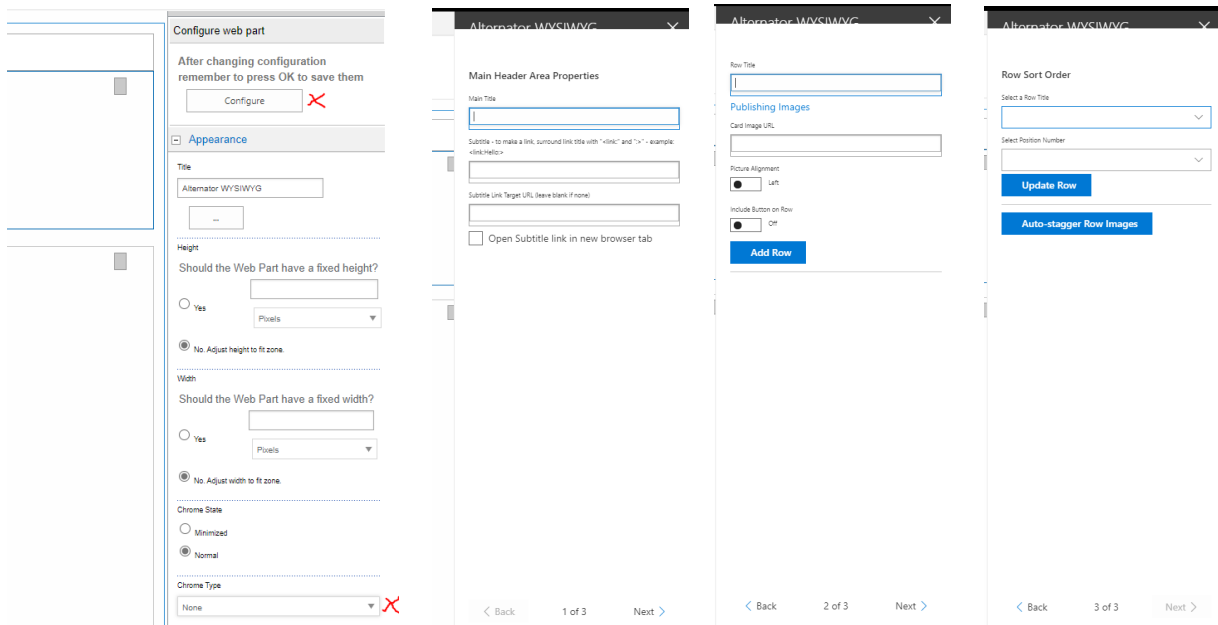 Configure web part
After changing configuration
remember to press OK to save them
Configure
Appearance
Title
Alternator WYSIWYG
...
Height
Should the Web Part have a fixed height?
Yes
Pixels
No. Adjust height to fit zone.
Width
Should the Web Part have a fixed width?
Yes
Pixels
No. Adjust width to fit zone.
Chrome State
Minimized
Normal
Chrome Type
None
Alternator WYSIWYG
Main Header Area Properties
Main Title
Subtitle - to make a link, surround link title with "<link:" and ":>" - example:
<link:Hello:>
Subtitle Link Target URL (leave blank if none)
Open Subtitle link in new browser tab
Back
1 of 3
Next
Alternator WYSIWYG
Row Title
Publishing Images
Card Image URL
Picture Alignment
Left
Include Button on Row
Off
Add Row
Back
2 of 3
Next
Alternator WYSIWYG
Row Sort Order
Select a Row Title
Select Position Number
Update Row
Auto-stagger Row Images
Back
3 of 3
Next